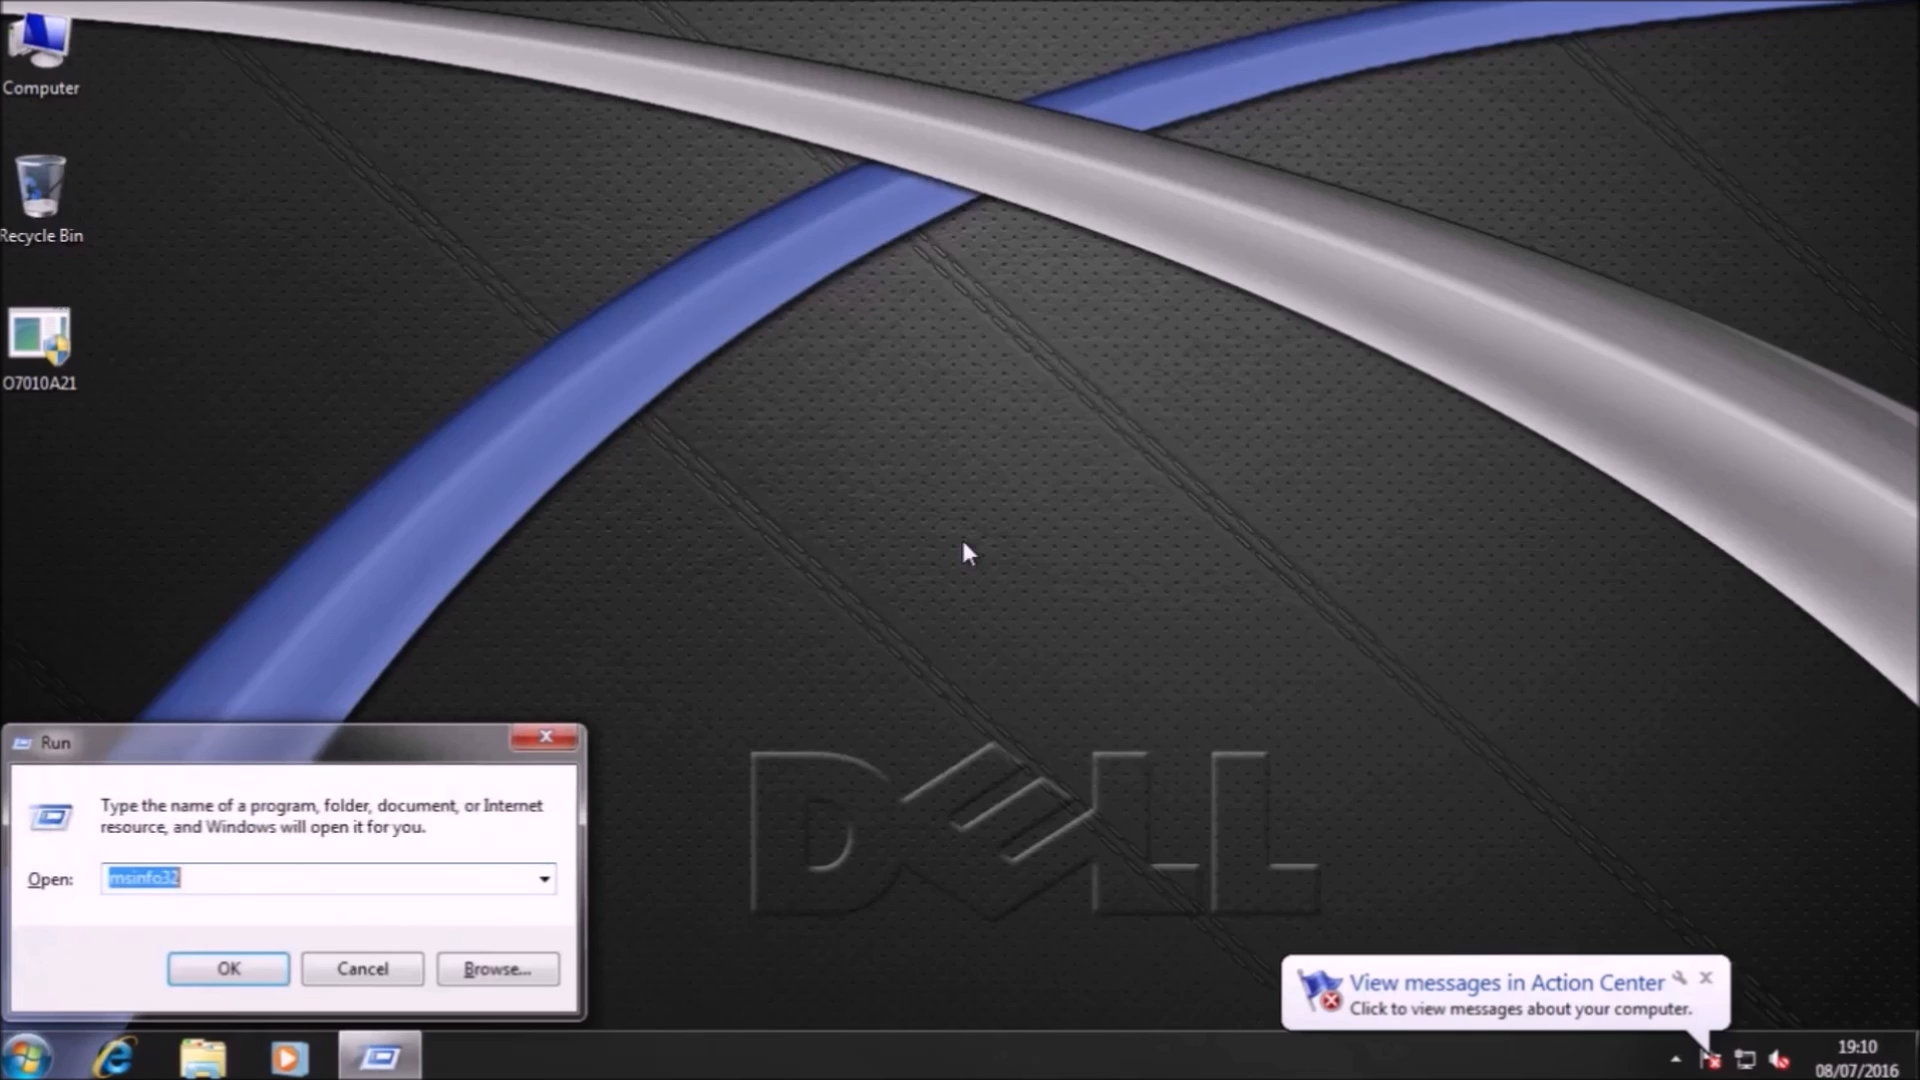 Computer
Recycle Bin
O7010A21
DELL
Run
Type the name of a program, folder, document, or Internet
resource, and Windows will open it for you.
Open: msinfo32
OK Cancel Browse...
View messages in Action Center
Click to view messages about your computer.
19:10
08/07/2016